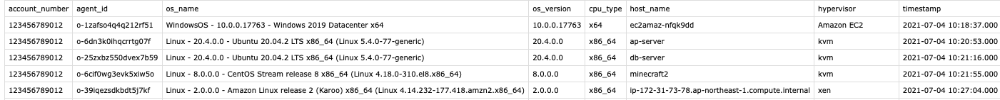 account_number agent_id os_name os_version cpu_type host_name hypervisor timestamp
123456789012 o-1zafso4q4q212rf51 WindowsOS - 10.0.0.17763 - Windows 2019 Datacenter x64 10.0.0.17763 x64 ec2amaz-nfqk9dd Amazon EC2 2021-07-04 10:18:37.000
123456789012 o-6dn3k0ihqcrrtg07f Linux - 20.4.0.0 - Ubuntu 20.04.2 LTS x86_64 (Linux 5.4.0-77-generic) 20.4.0.0 x86_64 ap-server kvm 2021-07-04 10:20:53.000
123456789012 o-25zxbz550dvex7b59 Linux - 20.4.0.0 - Ubuntu 20.04.2 LTS x86_64 (Linux 5.4.0-77-generic) 20.4.0.0 x86_64 db-server kvm 2021-07-04 10:21:16.000
123456789012 o-6cif0wg3evk5xiw5o Linux - 8.0.0.0 - CentOS Stream release 8 x86_64 (Linux 4.18.0-310.el8.x86_64) 8.0.0.0 x86_64 minecraft2 kvm 2021-07-04 10:21:55.000
123456789012 o-39iqezsdkbdt5j7kf Linux - 2.0.0.0 - Amazon Linux release 2 (Karoo) x86_64 (Linux 4.14.232-177.418.amzn2.x86_64) 2.0.0.0 x86_64 ip-172-31-73-78.ap-northeast-1.compute.internal xen 2021-07-04 10:27:04.000